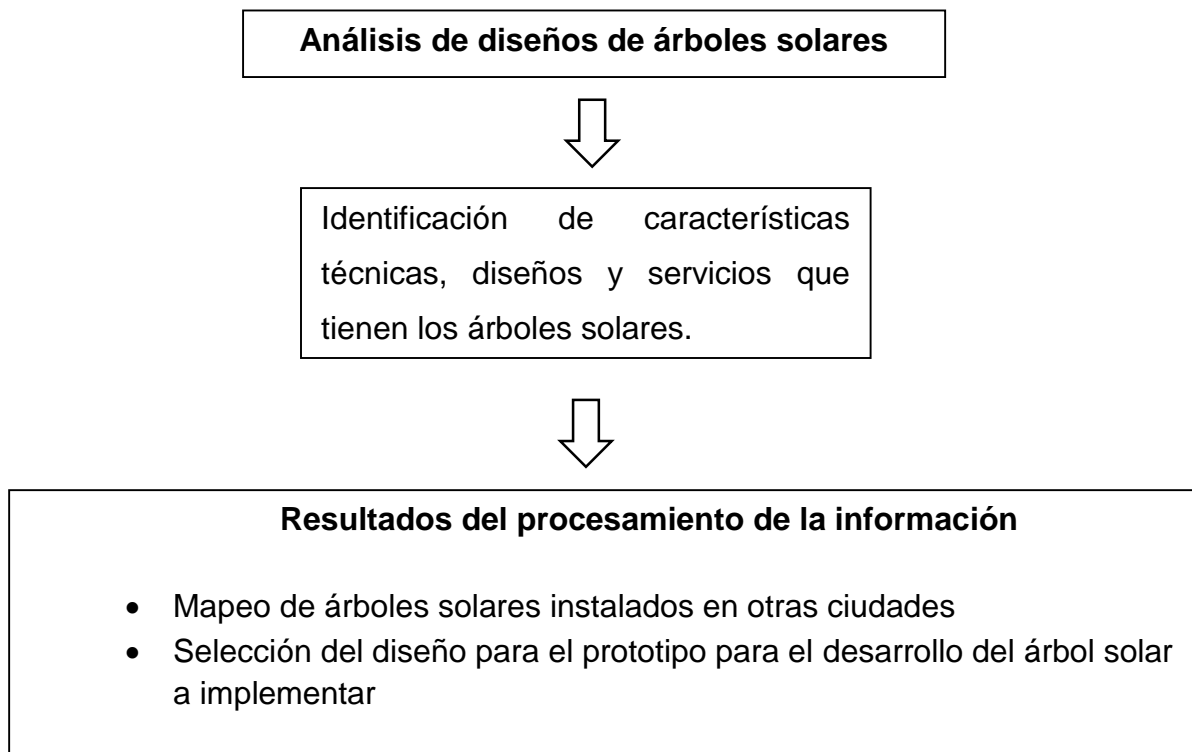 Análisis de diseños de árboles solares
Identificación de características
técnicas, diseños y servicios que
tienen los árboles solares.
Resultados del procesamiento de la información
• Mapeo de árboles solares instalados en otras ciudades
• Selección del diseño para el prototipo para el desarrollo del árbol solar
a implementar